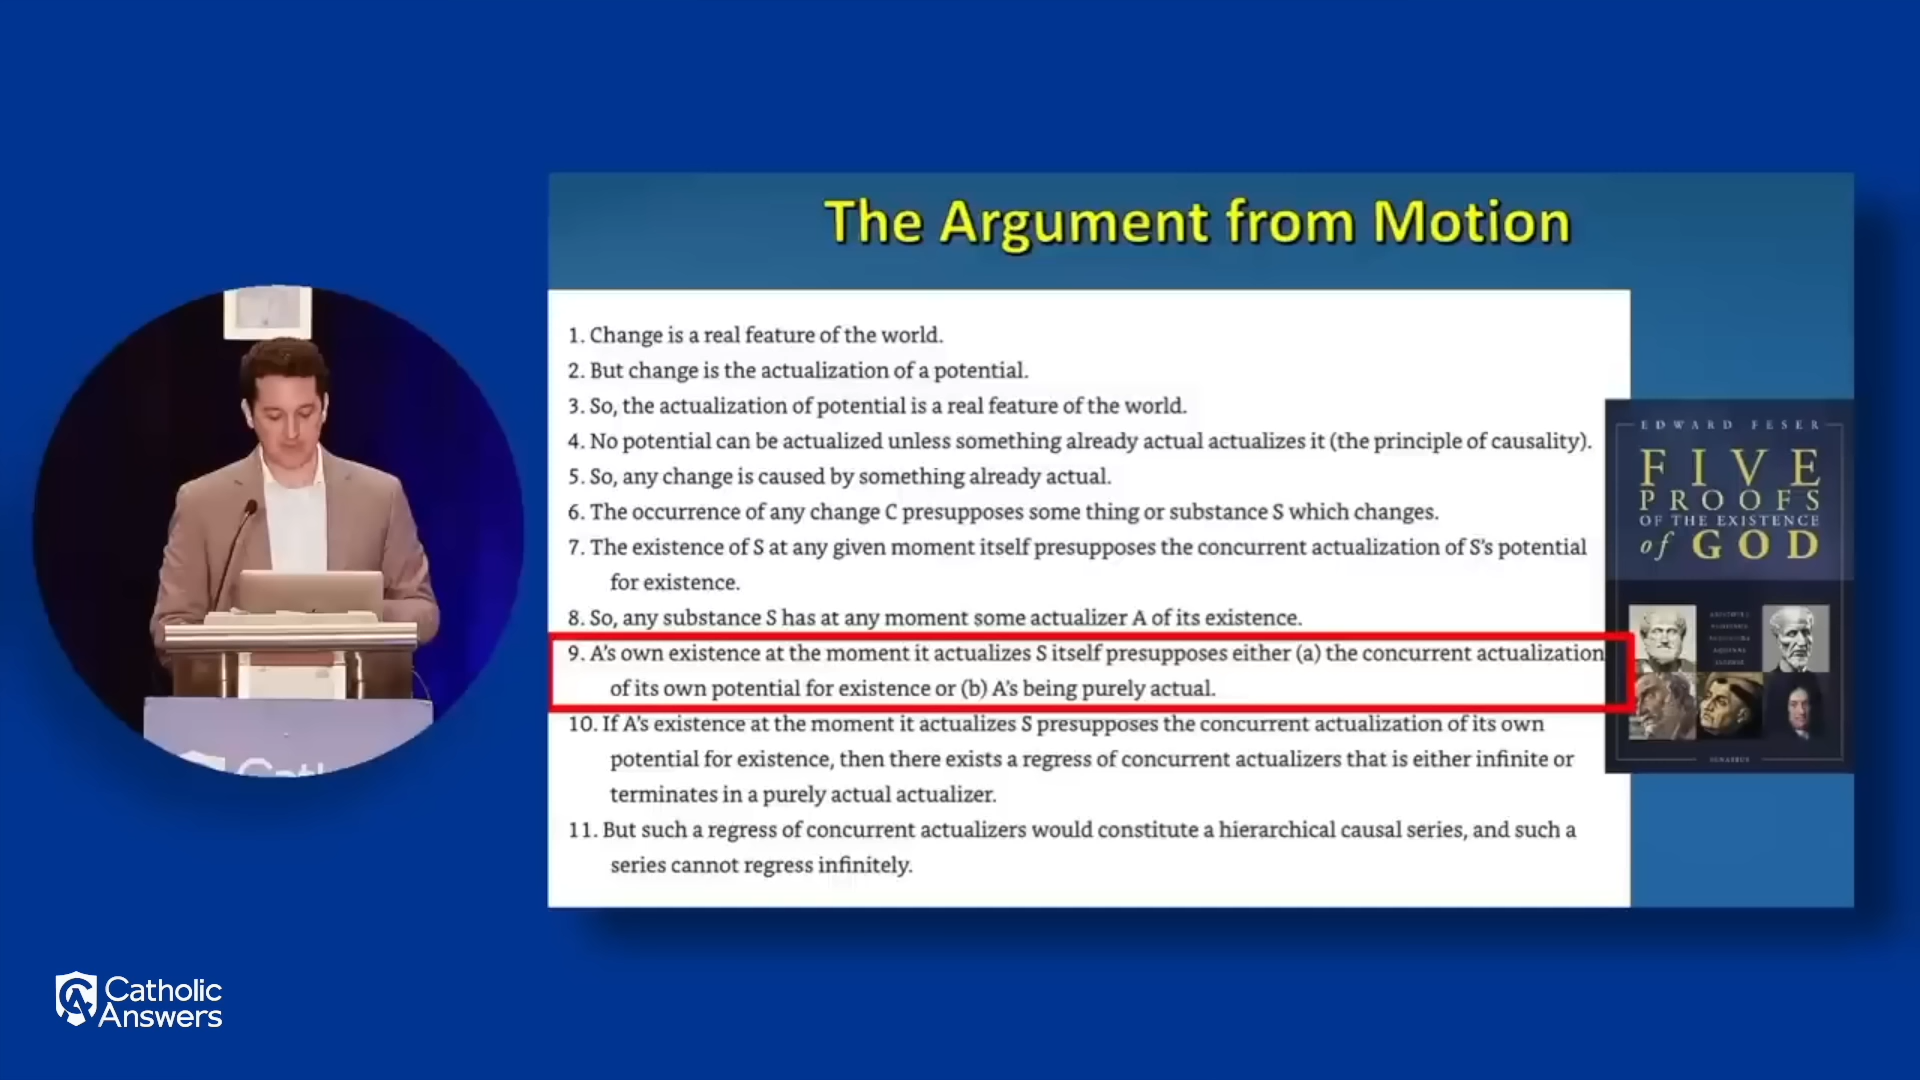 The Argument from Motion
1. Change is a real feature of the world.
2. But change is the actualization of a potential.
3. So, the actualization of potential is a real feature of the world.
4. No potential can be actualized unless something already actual actualizes it (the principle of causality).
5. So, any change is caused by something already actual.
6. The occurrence of any change C presupposes some thing or substance S which changes.
7. The existence of S at any given moment itself presupposes the concurrent actualization of S's potential
for existence.
8. So, any substance S has at any moment some actualizer A of its existence.
9. A's own existence at the moment it actualizes S itself presupposes either (a) the concurrent actualization
of its own potential for existence or (b) A's being purely actual.
10. If A's existence at the moment it actualizes S presupposes the concurrent actualization of its own
potential for existence, then there exists a regress of concurrent actualizers that is either infinite or
terminates in a purely actual actualizer.
11. But such a regress of concurrent actualizers would constitute a hierarchical causal series, and such a
series cannot regress infinitely.
EDWARD FESER
FIVE
PROOFS
OF THE EXISTENCE
of GOD
IGNATIUS
Cath
Catholic
Answers